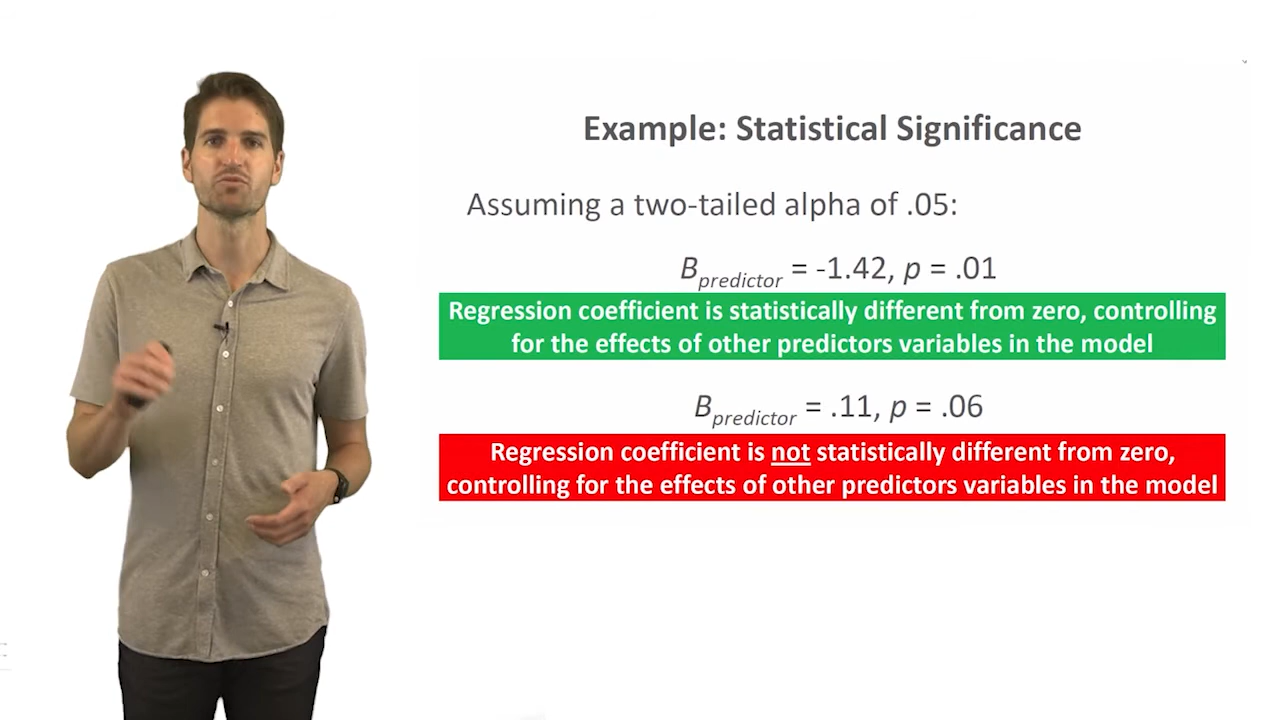 Example: Statistical Significance
Assuming a two-tailed alpha of .05:
Bpredictor = -1.42, p = .01
Regression coefficient is statistically different from zero, controlling
for the effects of other predictors variables in the model
Bpredictor = .11, p = .06
Regression coefficient is not statistically different from zero,
controlling for the effects of other predictors variables in the model